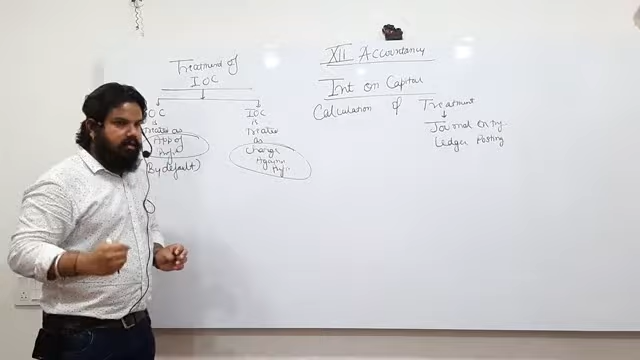 Treatment of
IOC
IOC
is
treated as
App of
Profit
(By default)
IOC
is
Treated
as
Charge
Against
Profit
XII Accountancy
Int on Capital
Calculation of Treatment
Journal entry
Ledger Posting